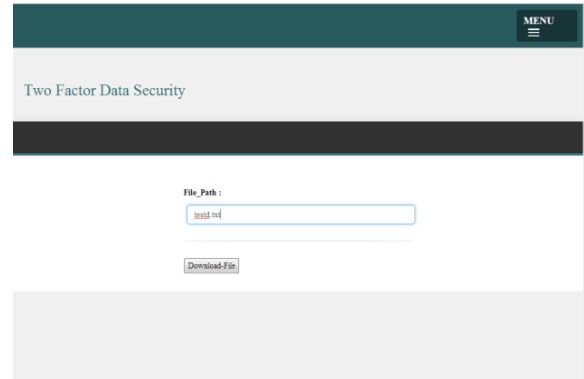 MENU
Two Factor Data Security
File_Path :
testd.txt
Download-File